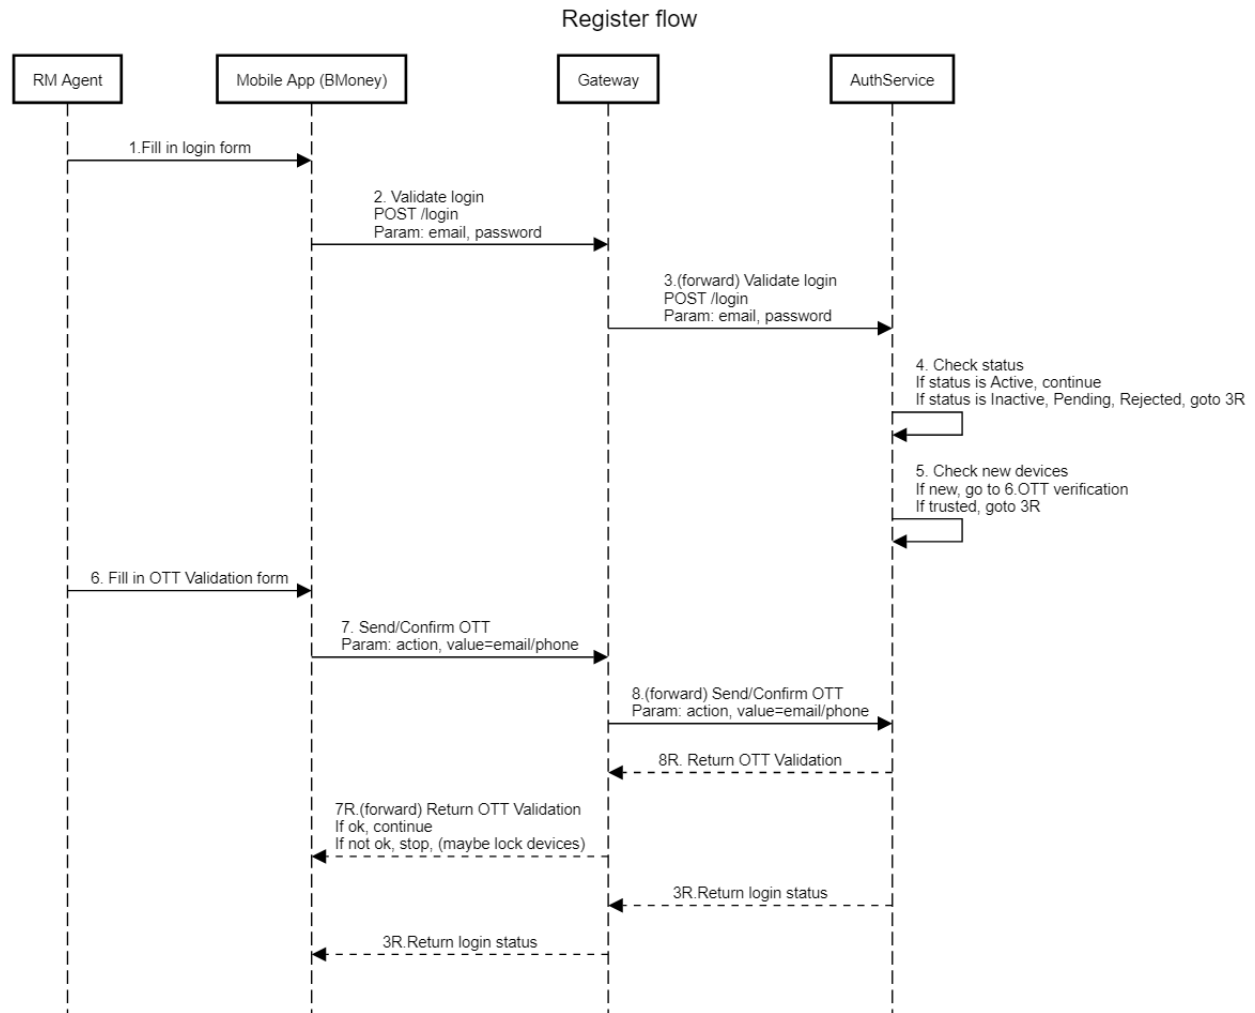 Register flow
RM Agent
Mobile App (BMoney)
Gateway
AuthService
1.Fill in login form
2. Validate login
POST /login
Param: email, password
3.(forward) Validate login
POST /login
Param: email, password
4. Check status
If status is Active, continue
If status is Inactive, Pending, Rejected, goto 3R
5. Check new devices
If new, go to 6.OTT verification
If trusted, goto 3R
6. Fill in OTT Validation form
7. Send/Confirm OTT
Param: action, value=email/phone
8.(forward) Send/Confirm OTT
Param: action, value=email/phone
8R. Return OTT Validation
7R.(forward) Return OTT Validation
If ok, continue
If not ok, stop, (maybe lock devices)
3R.Return login status
3R.Return login status